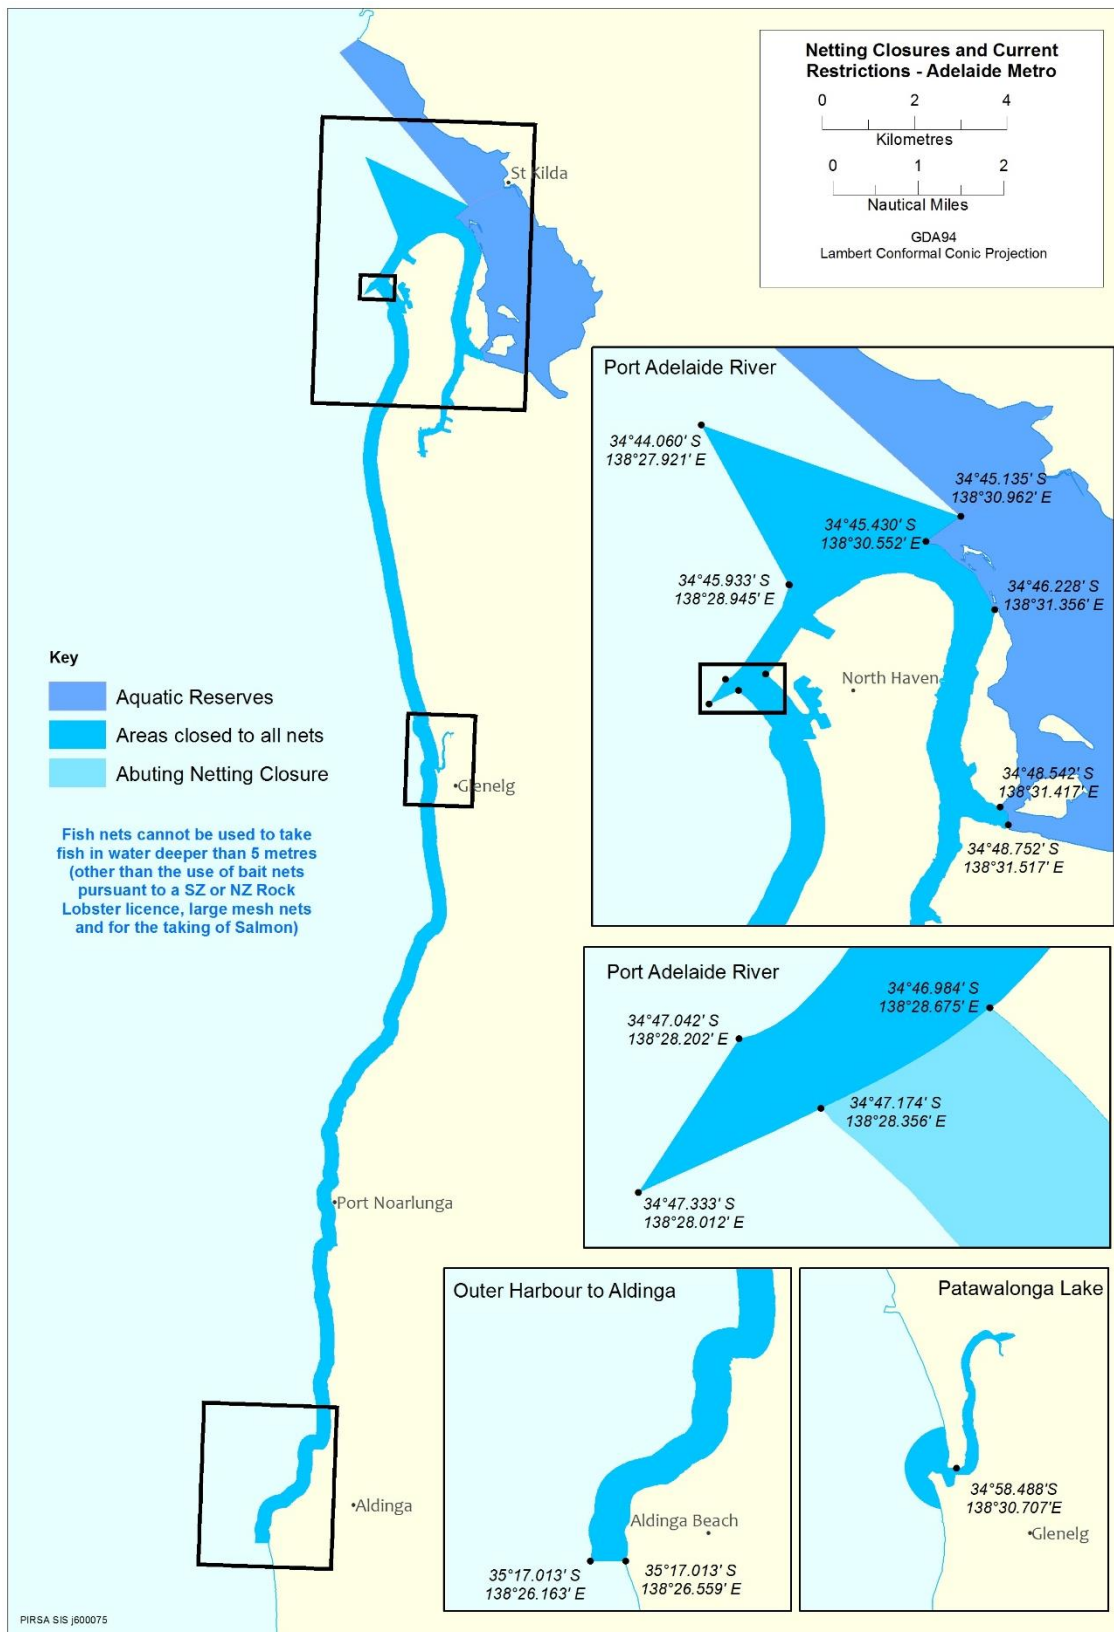 Netting Closures and Current
Restrictions - Adelaide Metro
0 2 4
Kilometres
0 1 2
Nautical Miles
GDA94
Lambert Conformal Conic Projection
St Kilda
Glenelg
Port Noarlunga
Aldinga
Key
Aquatic Reserves
Areas closed to all nets
Abuting Netting Closure
Fish nets cannot be used to take
fish in water deeper than 5 metres
(other than the use of bait nets
pursuant to a SZ or NZ Rock
Lobster licence, large mesh nets
and for the taking of Salmon)
Port Adelaide River
34°44.060' S
138°27.921' E
34°45.135' S
138°30.962' E
34°45.430' S
138°30.552' E
34°45.933' S
138°28.945' E
34°46.228' S
138°31.356' E
North Haven
34°48.542' S
138°31.417' E
34°48.752' S
138°31.517' E
Port Adelaide River
34°46.984' S
138°28.675' E
34°47.042' S
138°28.202' E
34°47.174' S
138°28.356' E
34°47.333' S
138°28.012' E
Outer Harbour to Aldinga
Aldinga Beach
35°17.013' S
138°26.163' E
35°17.013' S
138°26.559' E
Patawalonga Lake
34°58.488'S
138°30.707'E
Glenelg
PIRSA SIS j600075